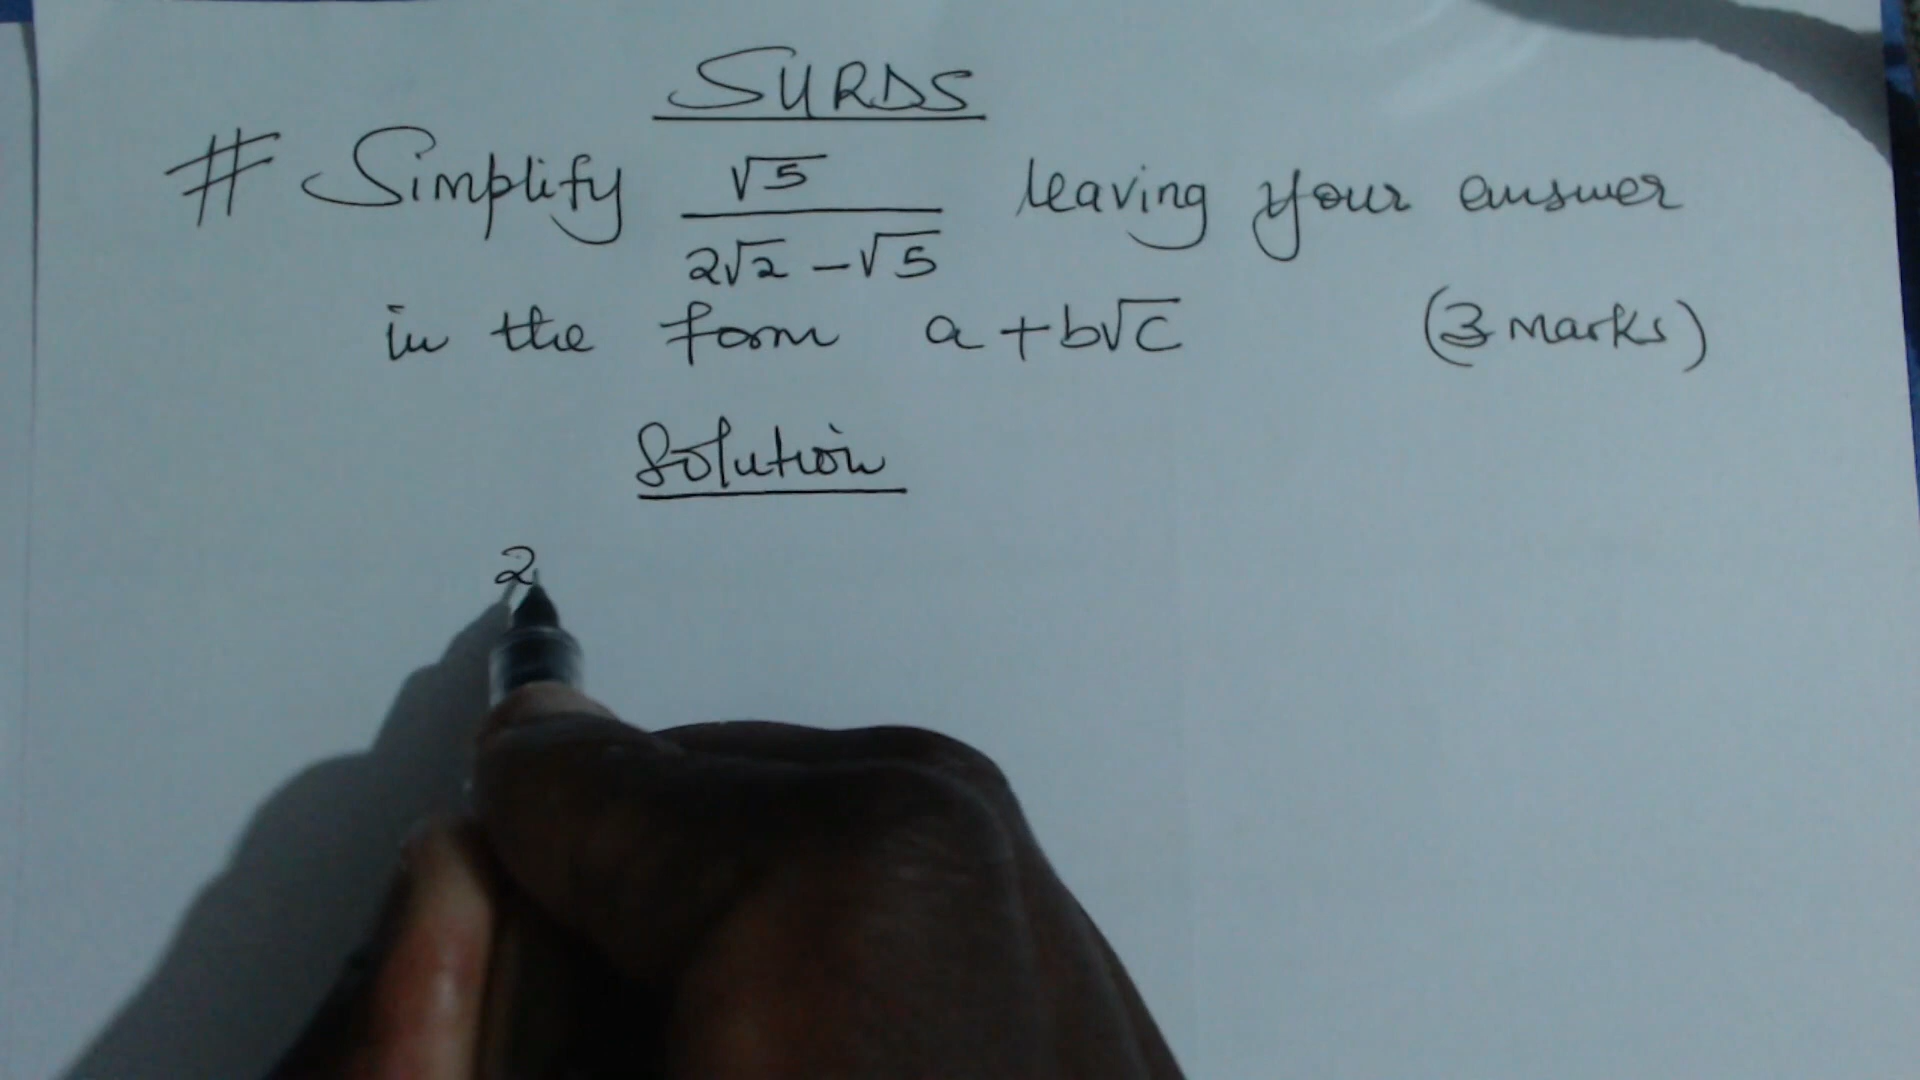 SURDS
# Simplify √5 / (2√2 - √5) leaving your answer
in the form a+b√c (3 marks)
Solution
2